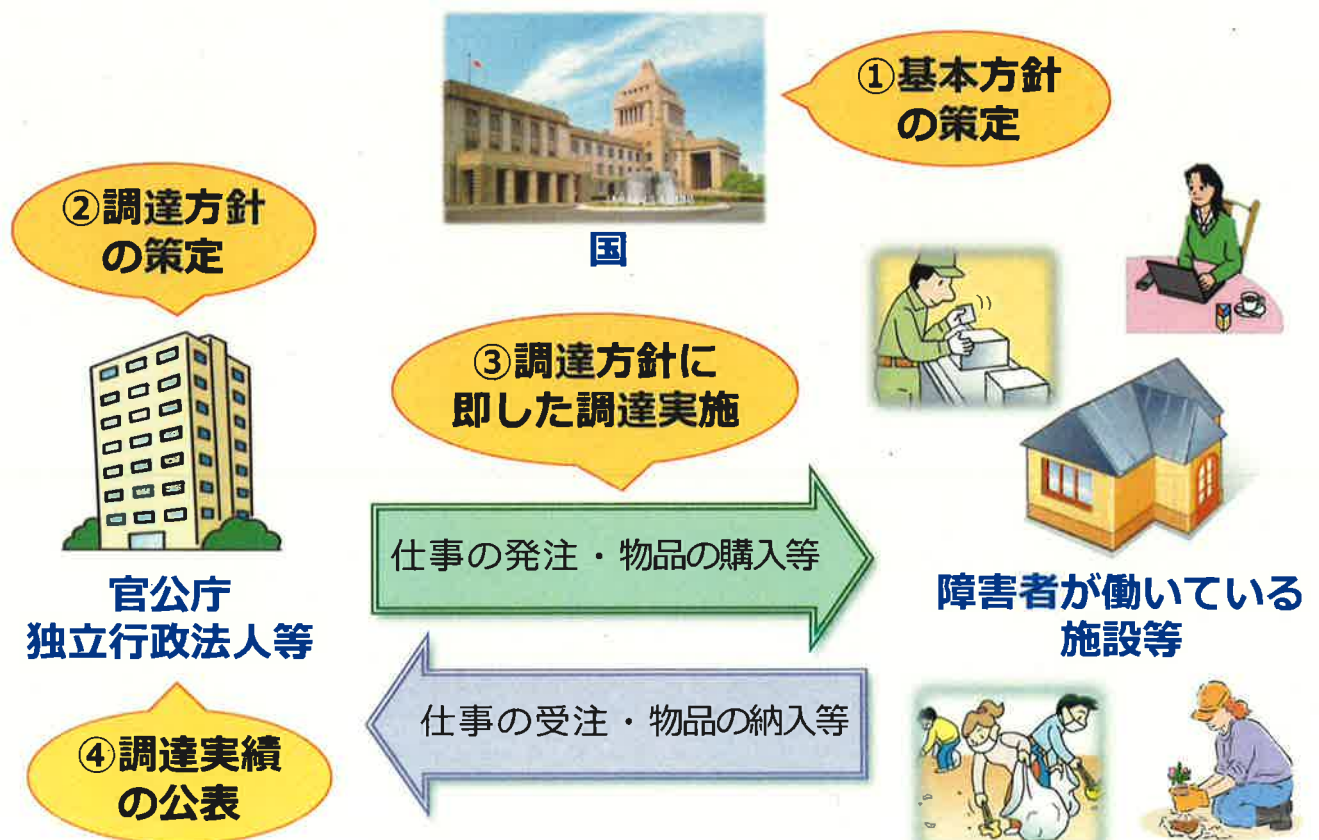 ①基本方針
の策定
国
②調達方針
の策定
③調達方針に
即した調達実施
仕事の発注・物品の購入等
官公庁
独立行政法人等
障害者が働いている
施設等
仕事の受注・物品の納入等
④調達実績
の公表